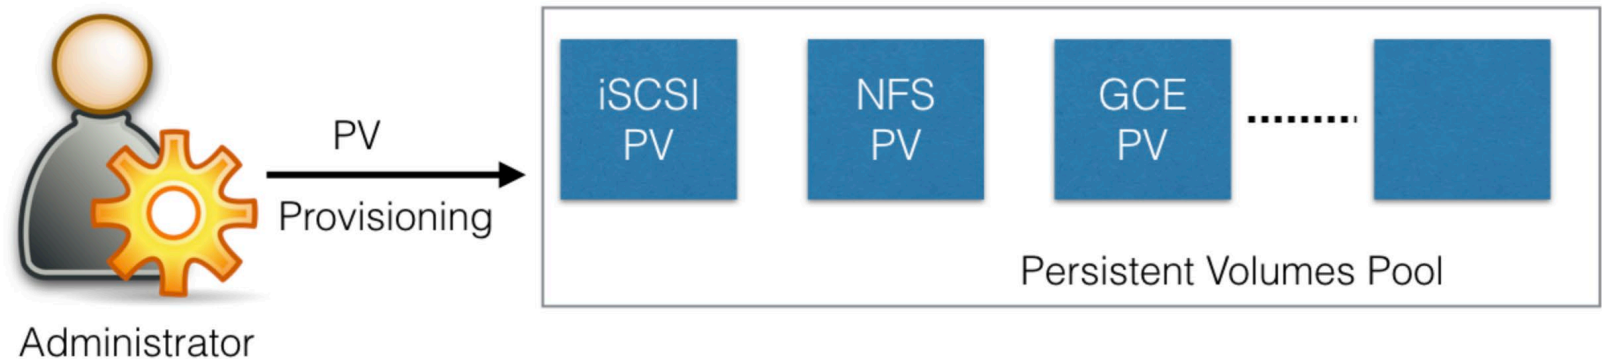 iSCSI
PV
NFS
PV
GCE
PV
PV
Provisioning
Persistent Volumes Pool
Administrator